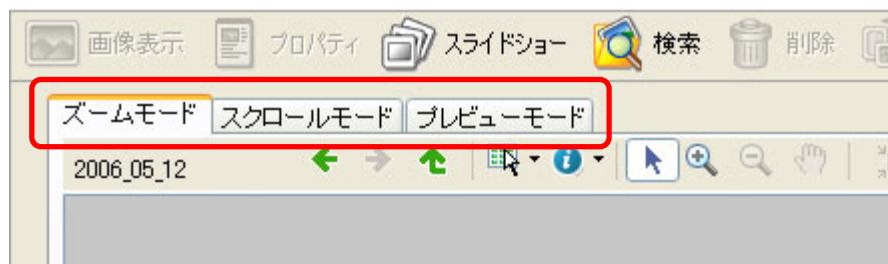 画像表示 プロパティ スライドショー 検索 削除
ズームモード スクロールモード プレビューモード
2006_05_12